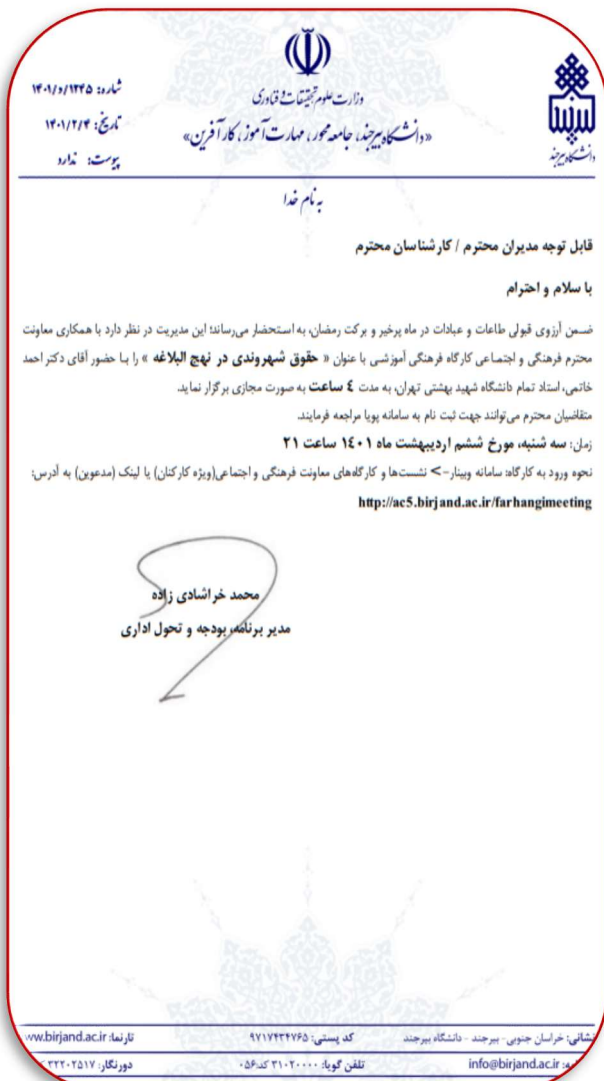 وزارت علوم تحقیقات و فناوری
«دانشگاه بیرجند، جامعه محور، مهارت آموز، کارآفرین»
دانشگاه بیرجند
شماره: ۱۴۰۱/د/۱۲۴۵
تاریخ: ۱۴۰۱/۲/۴
پیوست: ندارد
به نام خدا
قابل توجه مدیران محترم / کارشناسان محترم
با سلام و احترام
ضمن آرزوی قبولی طاعات و عبادات در ماه پرخیر و برکت رمضان، به استحضار می‌رساند؛ این مدیریت در نظر دارد با همکاری معاونت
محترم فرهنگی و اجتماعی کارگاه فرهنگی آموزشی با عنوان « حقوق شهروندی در نهج البلاغه » را با حضور آقای دکتر احمد
خاتمی، استاد تمام دانشگاه شهید بهشتی تهران، به مدت ٤ ساعت به صورت مجازی برگزار نماید.
متقاضیان محترم می‌توانند جهت ثبت نام به سامانه پویا مراجعه فرمایند.
زمان: سه شنبه، مورخ ششم اردیبهشت ماه ١٤٠١ ساعت ٢١
نحوه ورود به کارگاه: سامانه وبینار-> نشست‌ها و کارگاه‌های معاونت فرهنگی و اجتماعی(ویژه کارکنان) یا لینک (مدعوین) به آدرس:
http://ac5.birjand.ac.ir/farhangimeeting
محمد خراشادی زاده
مدیر برنامه، بودجه و تحول اداری
نشانی: خراسان جنوبی- بیرجند - دانشگاه بیرجند کد پستی: ۹۷۱۷۴۳۴۷۶۵ تارنما: www.birjand.ac.ir
info@birjand.ac.ir تلفن گویا: ۳۱۰۲۰۰۰۰ کد:۰۵۶ دورنگار: ۳۲۲۰۲۵۱۷